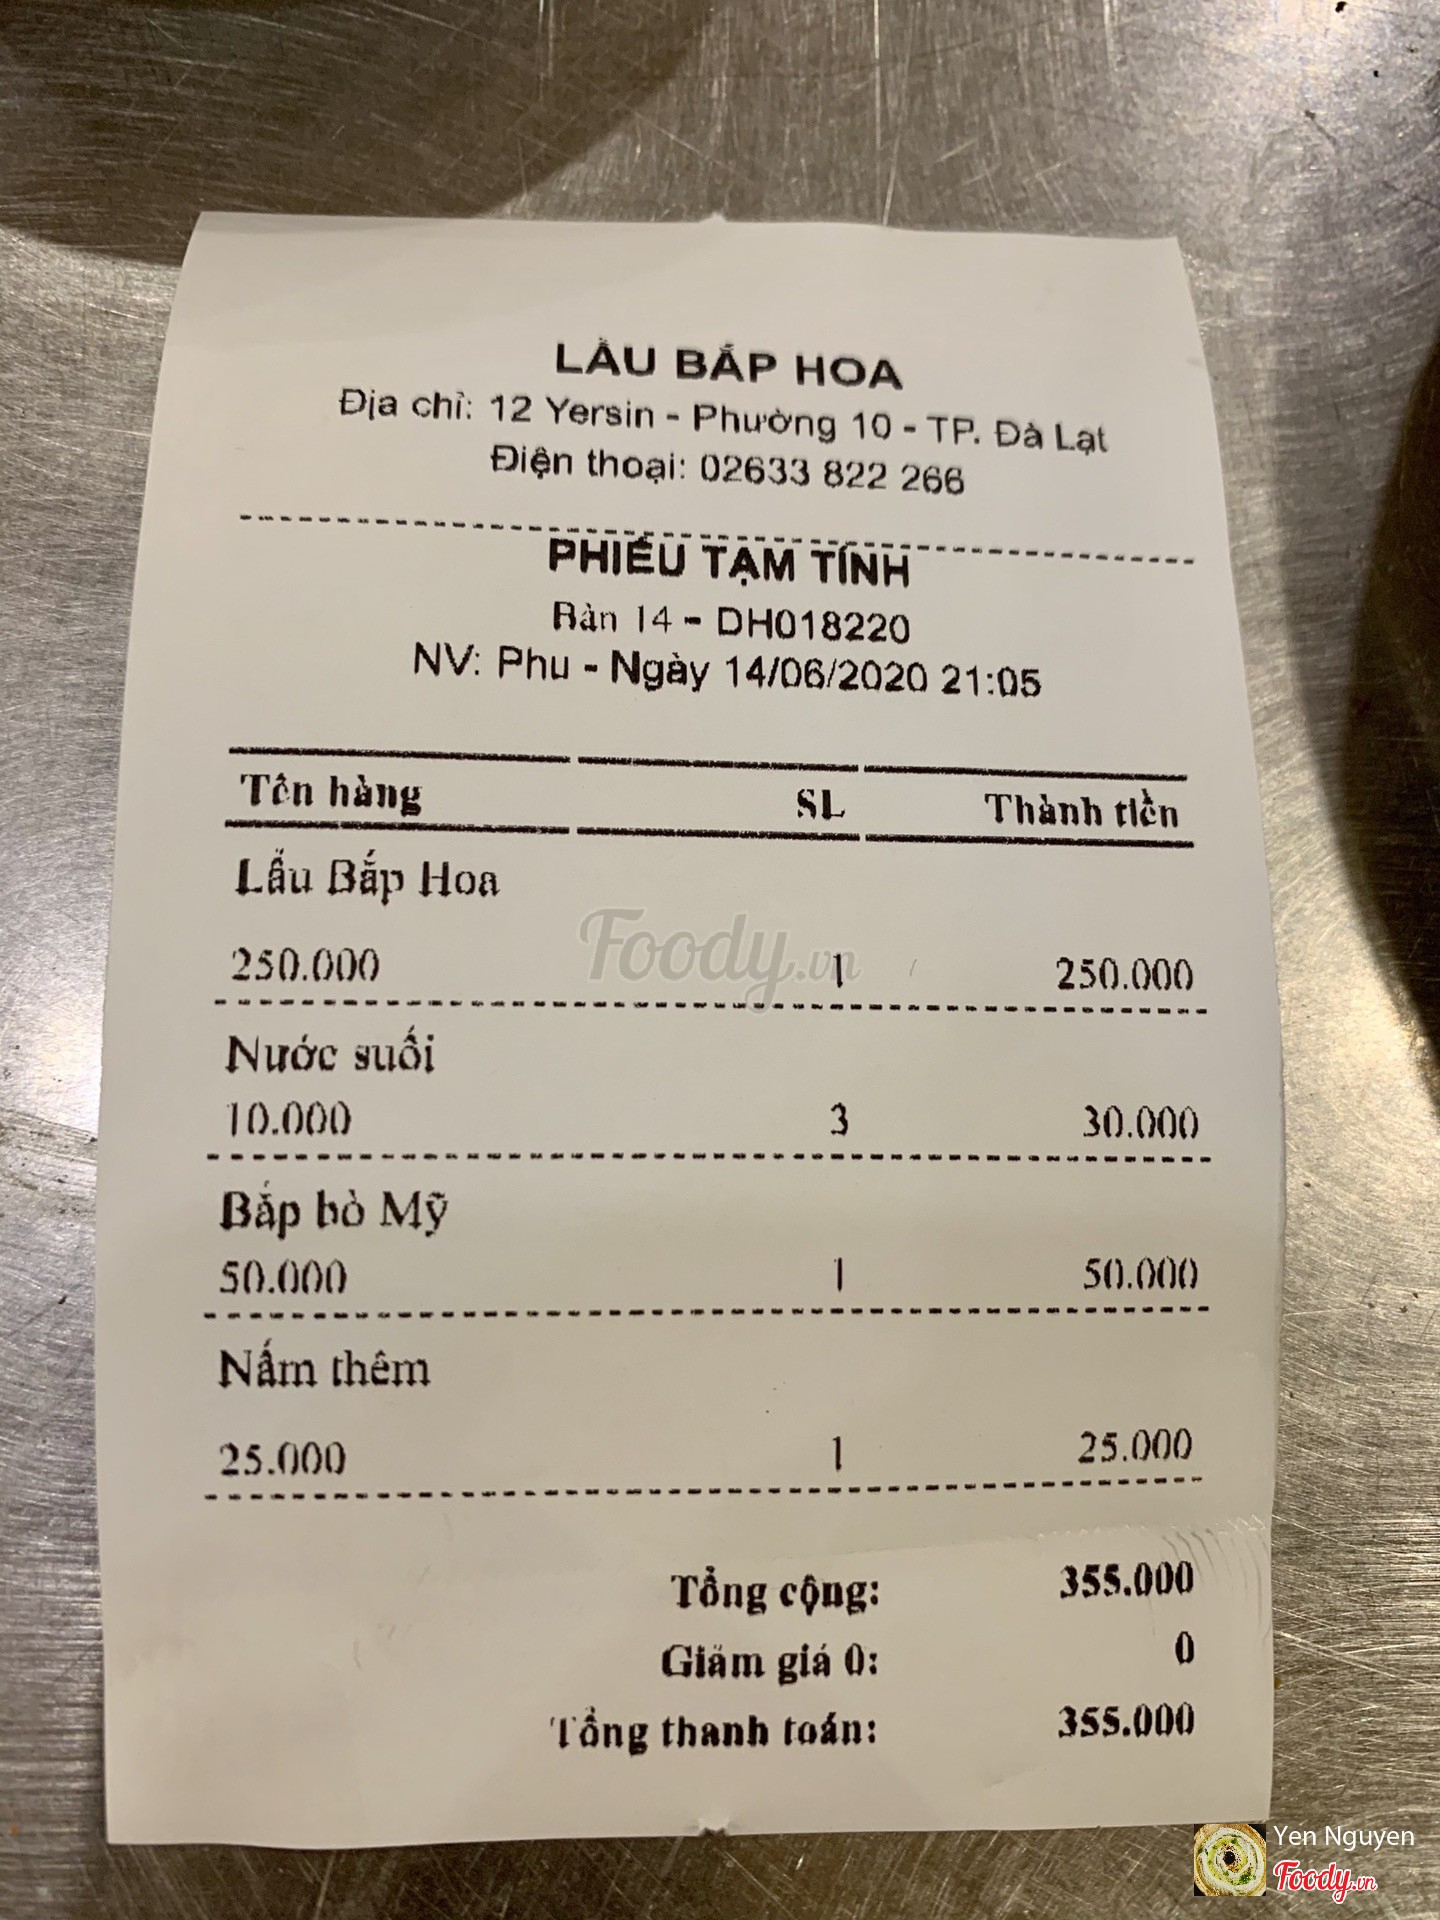 LẨU BẮP HOA
Địa chỉ: 12 Yersin - Phường 10 - TP. Đà Lạt
Điện thoại: 02633 822 266
PHIẾU TẠM TÍNH
Bàn 14 - DH018220
NV: Phu - Ngày 14/06/2020 21:05
Tên hàng SL Thành tiền
Lẩu Bắp Hoa
250.000 1 250.000
Foody.vn
Nước suối
10.000 3 30.000
Bắp bò Mỹ
50.000 1 50.000
Nấm thêm
25.000 1 25.000
Tổng cộng: 355.000
Giảm giá 0: 0
Tổng thanh toán: 355.000
Yen Nguyen
Foody.vn